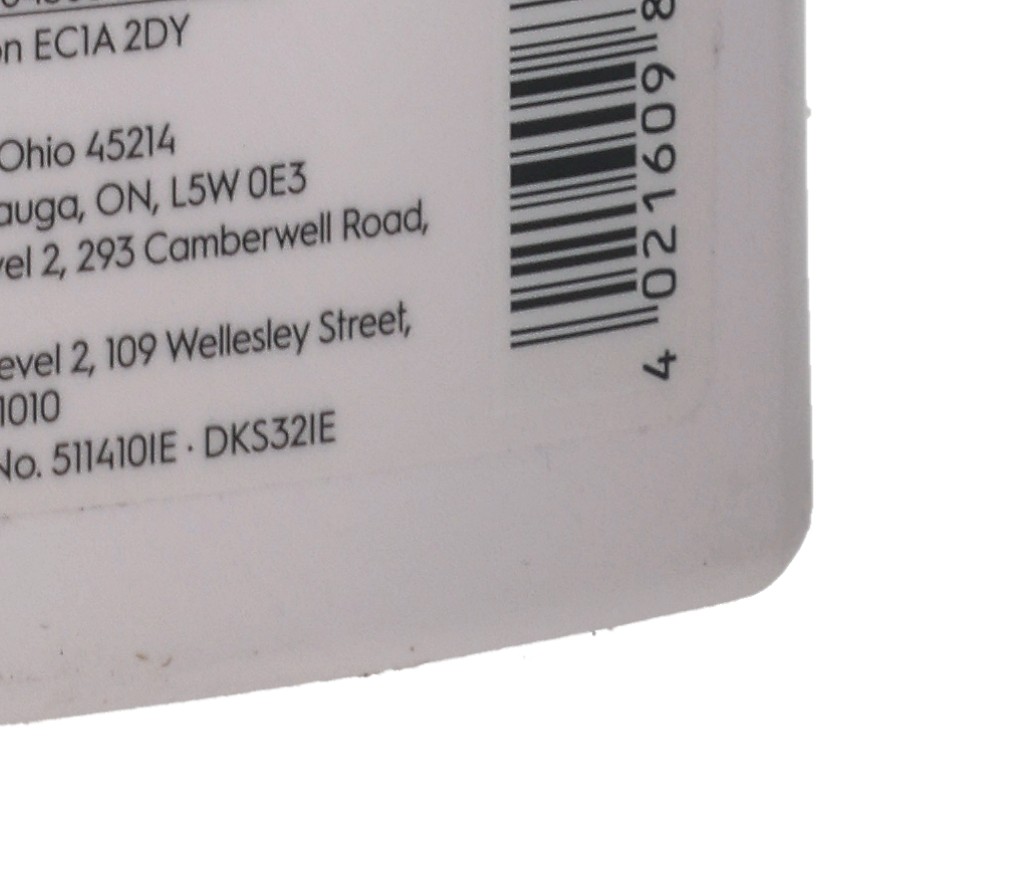 on EC1A 2DY
Ohio 45214
auga, ON, L5W 0E3
vel 2, 293 Camberwell Road,
evel 2, 109 Wellesley Street,
1010
No. 511410IE · DKS32IE
4 021609 8